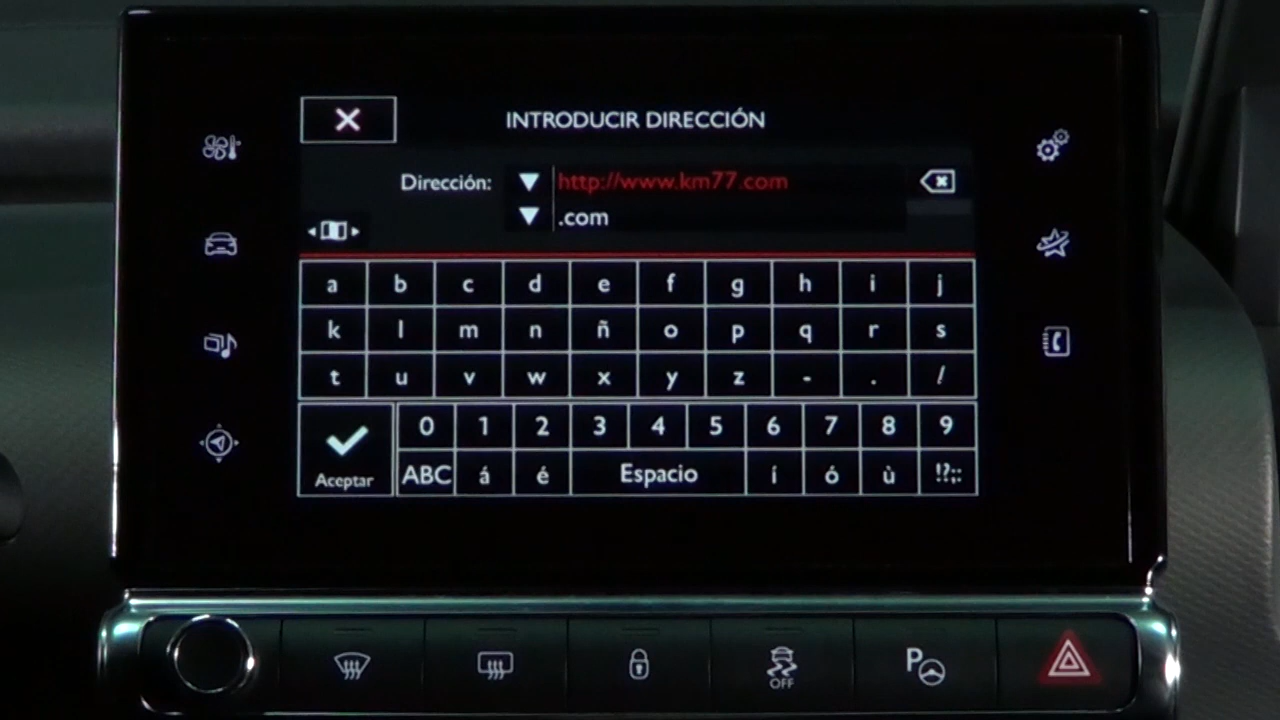 INTRODUCIR DIRECCIÓN
Dirección: http://www.km77.com
.com
a b c d e f g h i j
k l m n ñ o p q r s
t u v w x y z - . /
0 1 2 3 4 5 6 7 8 9
Aceptar ABC á é Espacio í ó ù !?;:
OFF P